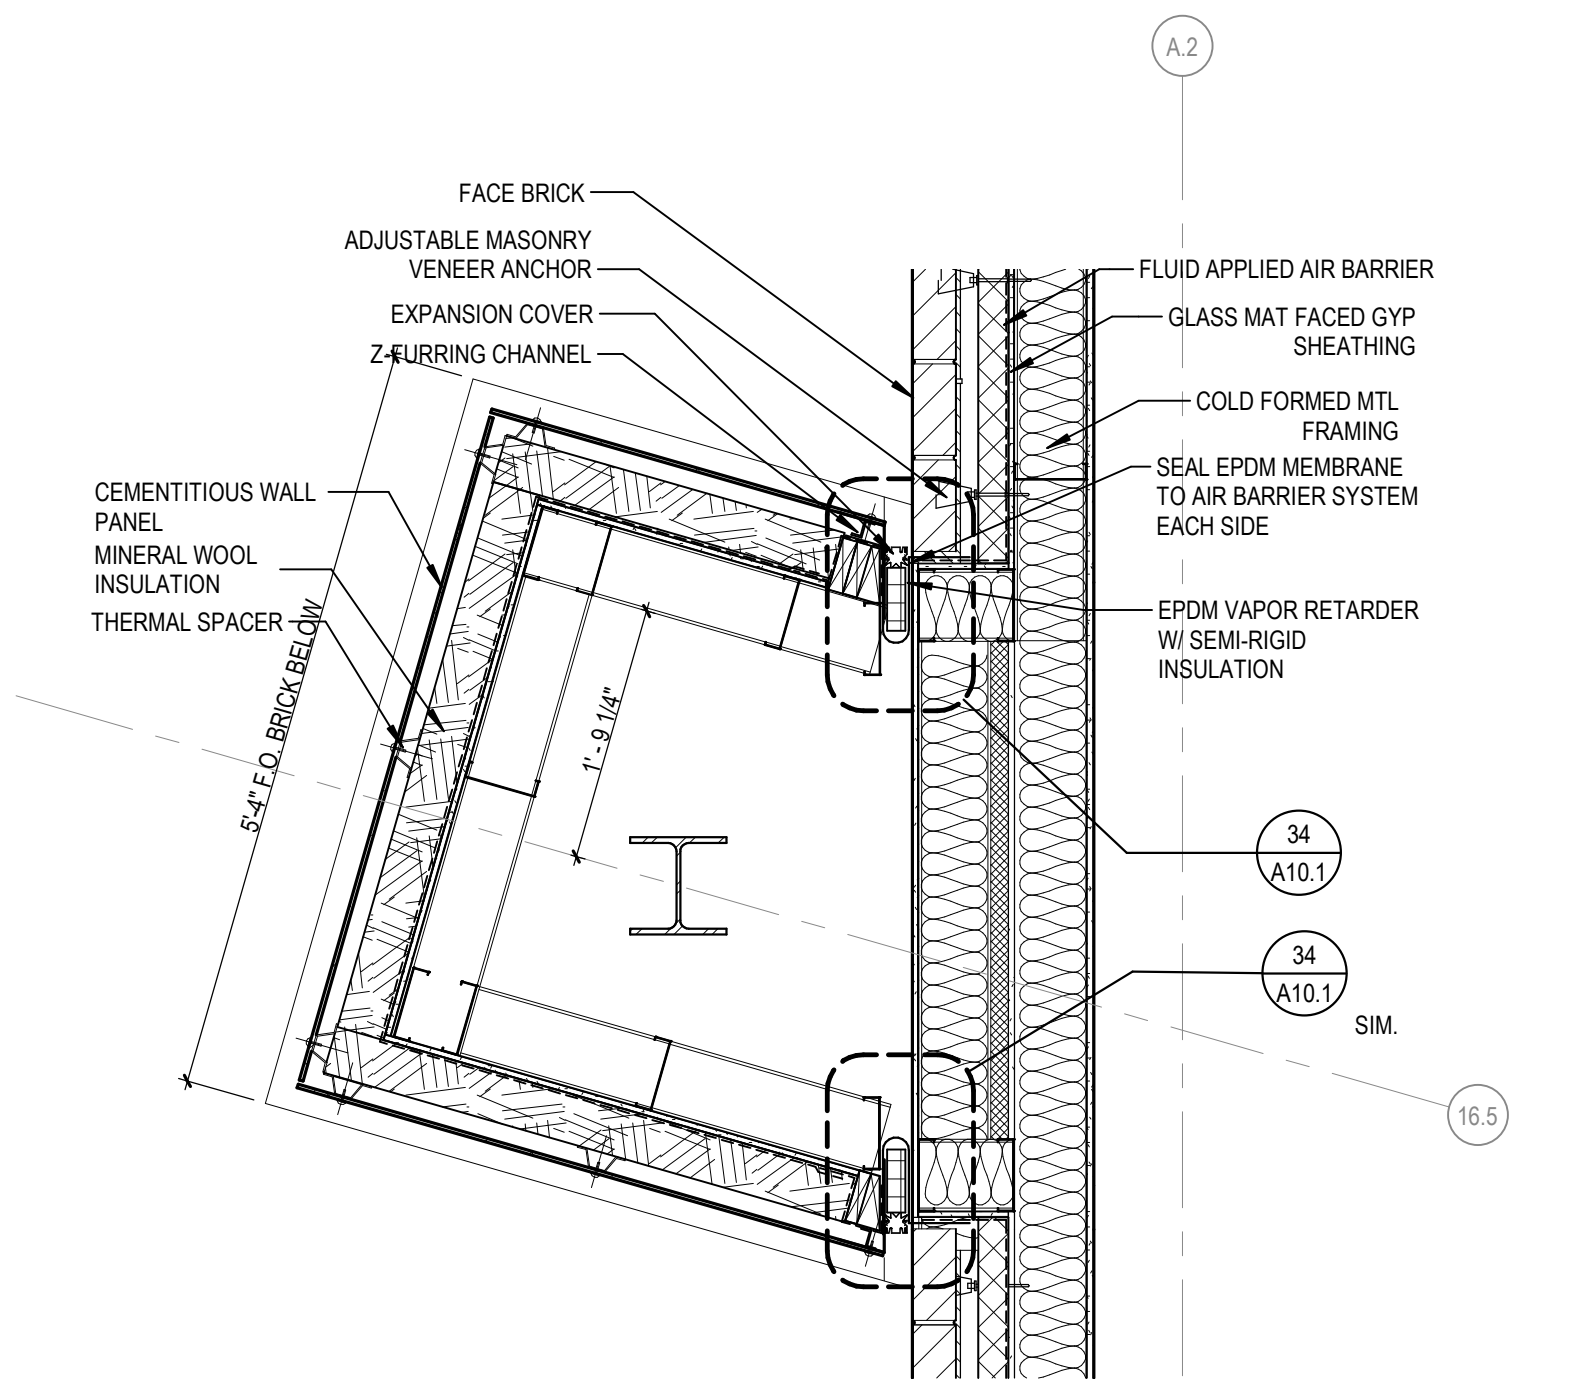 A.2
FACE BRICK
ADJUSTABLE MASONRY
VENEER ANCHOR
EXPANSION COVER
Z-FURRING CHANNEL
FLUID APPLIED AIR BARRIER
GLASS MAT FACED GYP
SHEATHING
COLD FORMED MTL
FRAMING
SEAL EPDM MEMBRANE
TO AIR BARRIER SYSTEM
EACH SIDE
CEMENTITIOUS WALL
PANEL
MINERAL WOOL
INSULATION
THERMAL SPACER
EPDM VAPOR RETARDER
W/ SEMI-RIGID
INSULATION
5'-4" F.O. BRICK BELOW
1' - 9 1/4"
34
A10.1
34
A10.1
SIM.
16.5